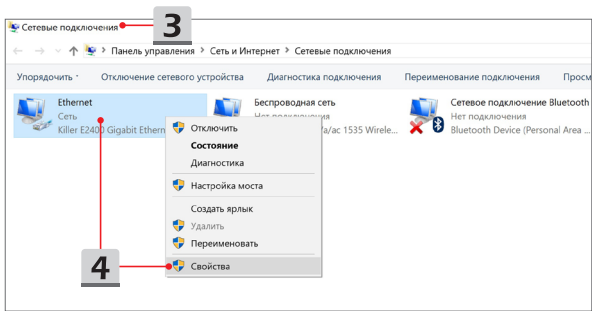 Сетевые подключения
3
Панель управления > Сеть и Интернет > Сетевые подключения
Упорядочить Отключение сетевого устройства Диагностика подключения Переименование подключения Просм
Ethernet
Сеть
Killer E2400 Gigabit Ethern
Беспроводная сеть
Нет подключения
/a/ac 1535 Wirele...
Сетевое подключение Bluetooth
Нет подключения
Bluetooth Device (Personal Area ...
Отключить
Состояние
Диагностика
Настройка моста
Создать ярлык
Удалить
Переименовать
Свойства
4